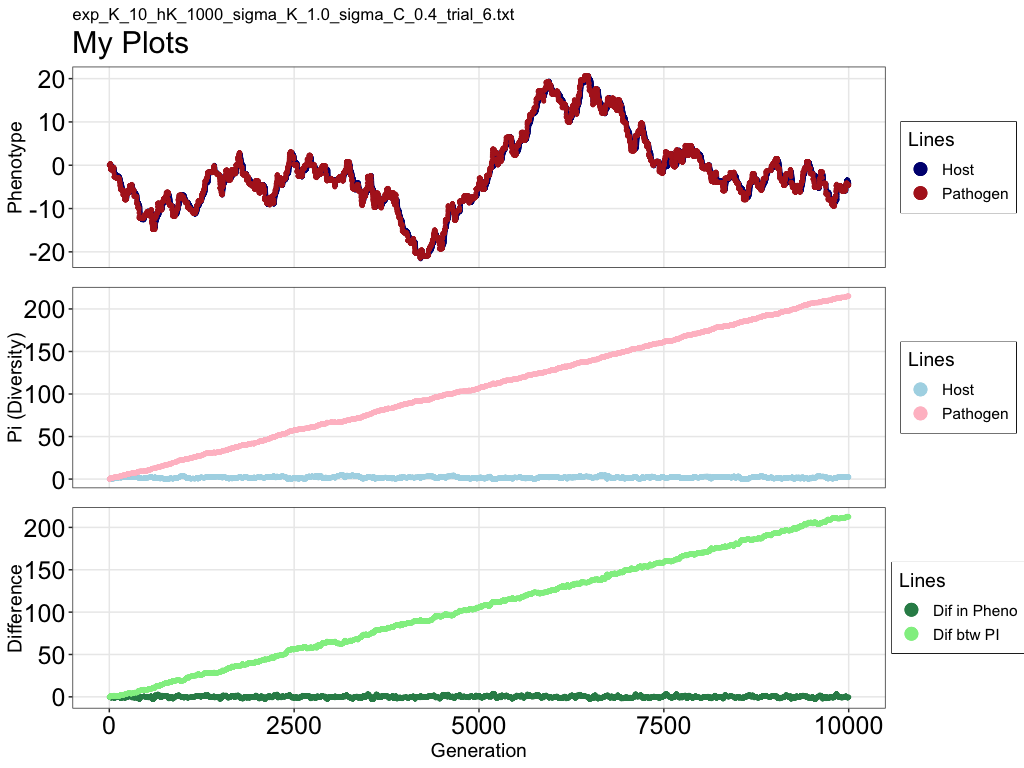 exp_K_10_hK_1000_sigma_K_1.0_sigma_C_0.4_trial_6.txt
My Plots
Phenotype
20
10
0
-10
-20
Lines
Host
Pathogen
Pi (Diversity)
200
150
100
50
0
Lines
Host
Pathogen
Difference
200
150
100
50
0
Lines
Dif in Pheno
Dif btw PI
0 2500 5000 7500 10000
Generation